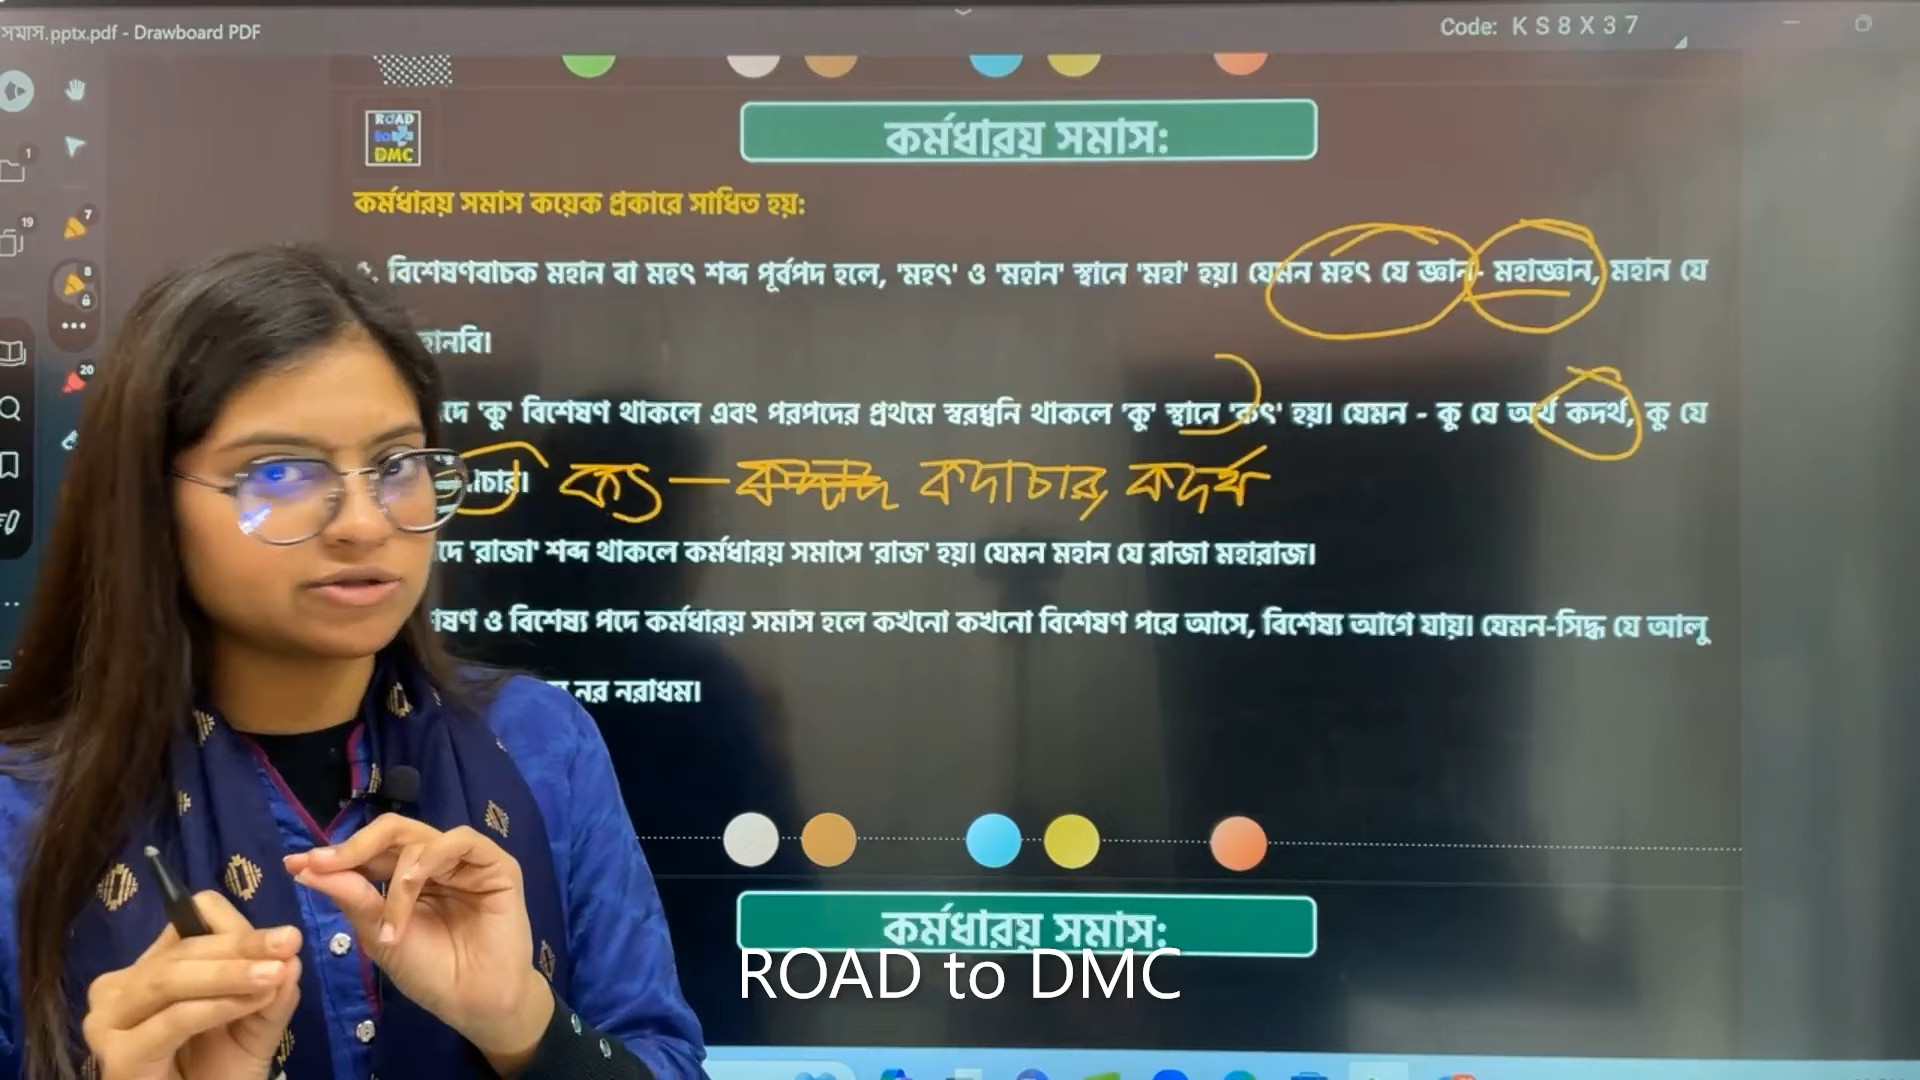 সমাস.pptx.pdf - Drawboard PDF
Code: KS8X37
ROAD
to
DMC
কর্মধারয় সমাস:
কর্মধারয় সমাস কয়েক প্রকারে সাধিত হয়:
বিশেষণবাচক মহান বা মহৎ শব্দ পূর্বপদ হলে, 'মহৎ' ও 'মহান' স্থানে 'মহা' হয়। যেমন মহৎ যে জ্ঞান- মহাজ্ঞান, মহান যে
হানবি।
দে 'কু' বিশেষণ থাকলে এবং পরপদের প্রথমে স্বরধ্বনি থাকলে 'কু' স্থানে 'কৎ' হয়। যেমন - কু যে অর্থ কদর্থ, কু যে
াচার।
কদাচার, কদর্থ
দে 'রাজা' শব্দ থাকলে কর্মধারয় সমাসে 'রাজ' হয়। যেমন মহান যে রাজা মহারাজ।
শেষণ ও বিশেষ্য পদে কর্মধারয় সমাস হলে কখনো কখনো বিশেষণ পরে আসে, বিশেষ্য আগে যায়। যেমন-সিদ্ধ যে আলু
নর নরাধম।
কর্মধারয় সমাস:
ROAD to DMC
1
19
7
8
20